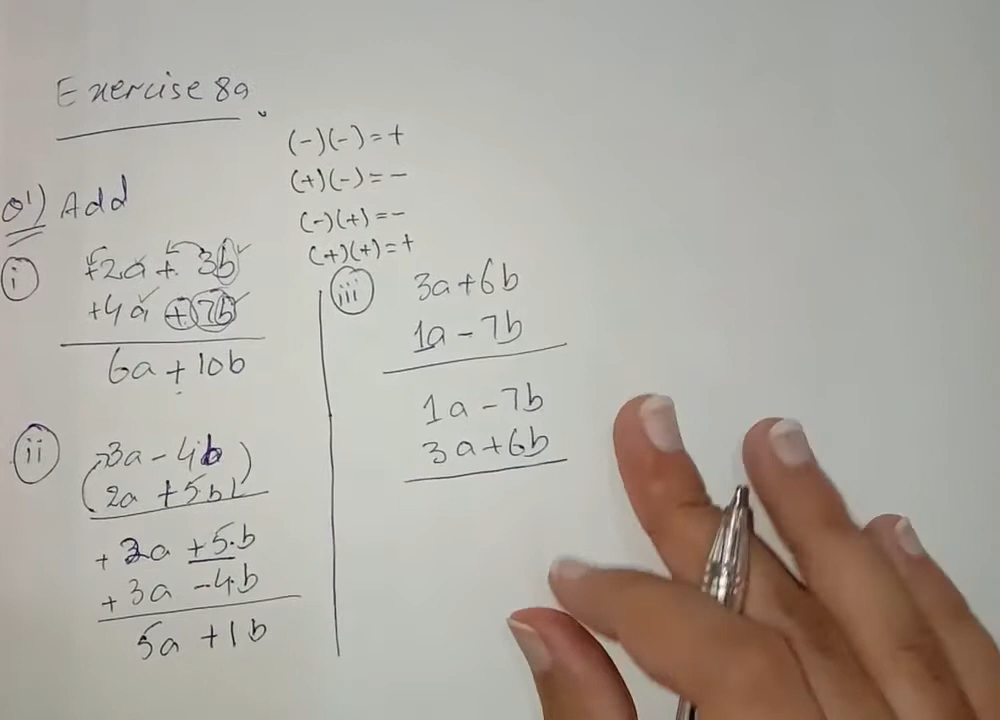 Exercise 8a.
(-)(-)=+
(+)(-)=-
(-)(+)=-
(+)(+)=+
Q1) Add
i
+2a + 3b
+4a +7b
6a + 10b
ii
3a - 4b
2a + 5b
+ 2a +5.b
+ 3a - 4b
5a + 1b
iii
3a+6b
1a - 7b
1a - 7b
3a+6b